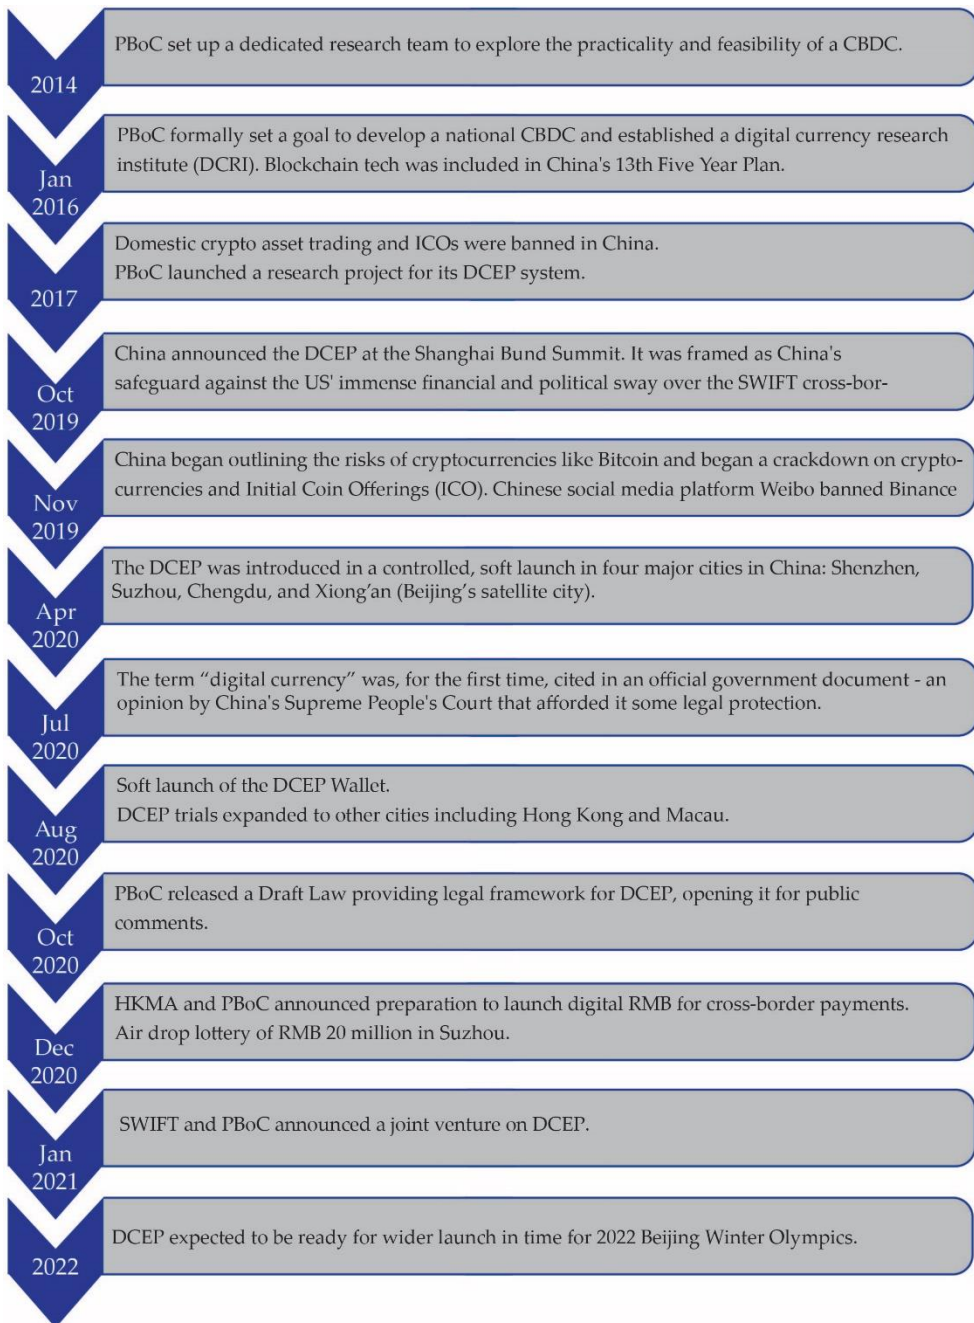 2014
PBoC set up a dedicated research team to explore the practicality and feasibility of a CBDC.
Jan
2016
PBoC formally set a goal to develop a national CBDC and established a digital currency research
institute (DCRI). Blockchain tech was included in China's 13th Five Year Plan.
2017
Domestic crypto asset trading and ICOs were banned in China.
PBoC launched a research project for its DCEP system.
Oct
2019
China announced the DCEP at the Shanghai Bund Summit. It was framed as China's
safeguard against the US' immense financial and political sway over the SWIFT cross-bor-
Nov
2019
China began outlining the risks of cryptocurrencies like Bitcoin and began a crackdown on crypto-
currencies and Initial Coin Offerings (ICO). Chinese social media platform Weibo banned Binance
Apr
2020
The DCEP was introduced in a controlled, soft launch in four major cities in China: Shenzhen,
Suzhou, Chengdu, and Xiong’an (Beijing’s satellite city).
Jul
2020
The term “digital currency” was, for the first time, cited in an official government document - an
opinion by China's Supreme People's Court that afforded it some legal protection.
Aug
2020
Soft launch of the DCEP Wallet.
DCEP trials expanded to other cities including Hong Kong and Macau.
Oct
2020
PBoC released a Draft Law providing legal framework for DCEP, opening it for public
comments.
Dec
2020
HKMA and PBoC announced preparation to launch digital RMB for cross-border payments.
Air drop lottery of RMB 20 million in Suzhou.
Jan
2021
SWIFT and PBoC announced a joint venture on DCEP.
2022
DCEP expected to be ready for wider launch in time for 2022 Beijing Winter Olympics.